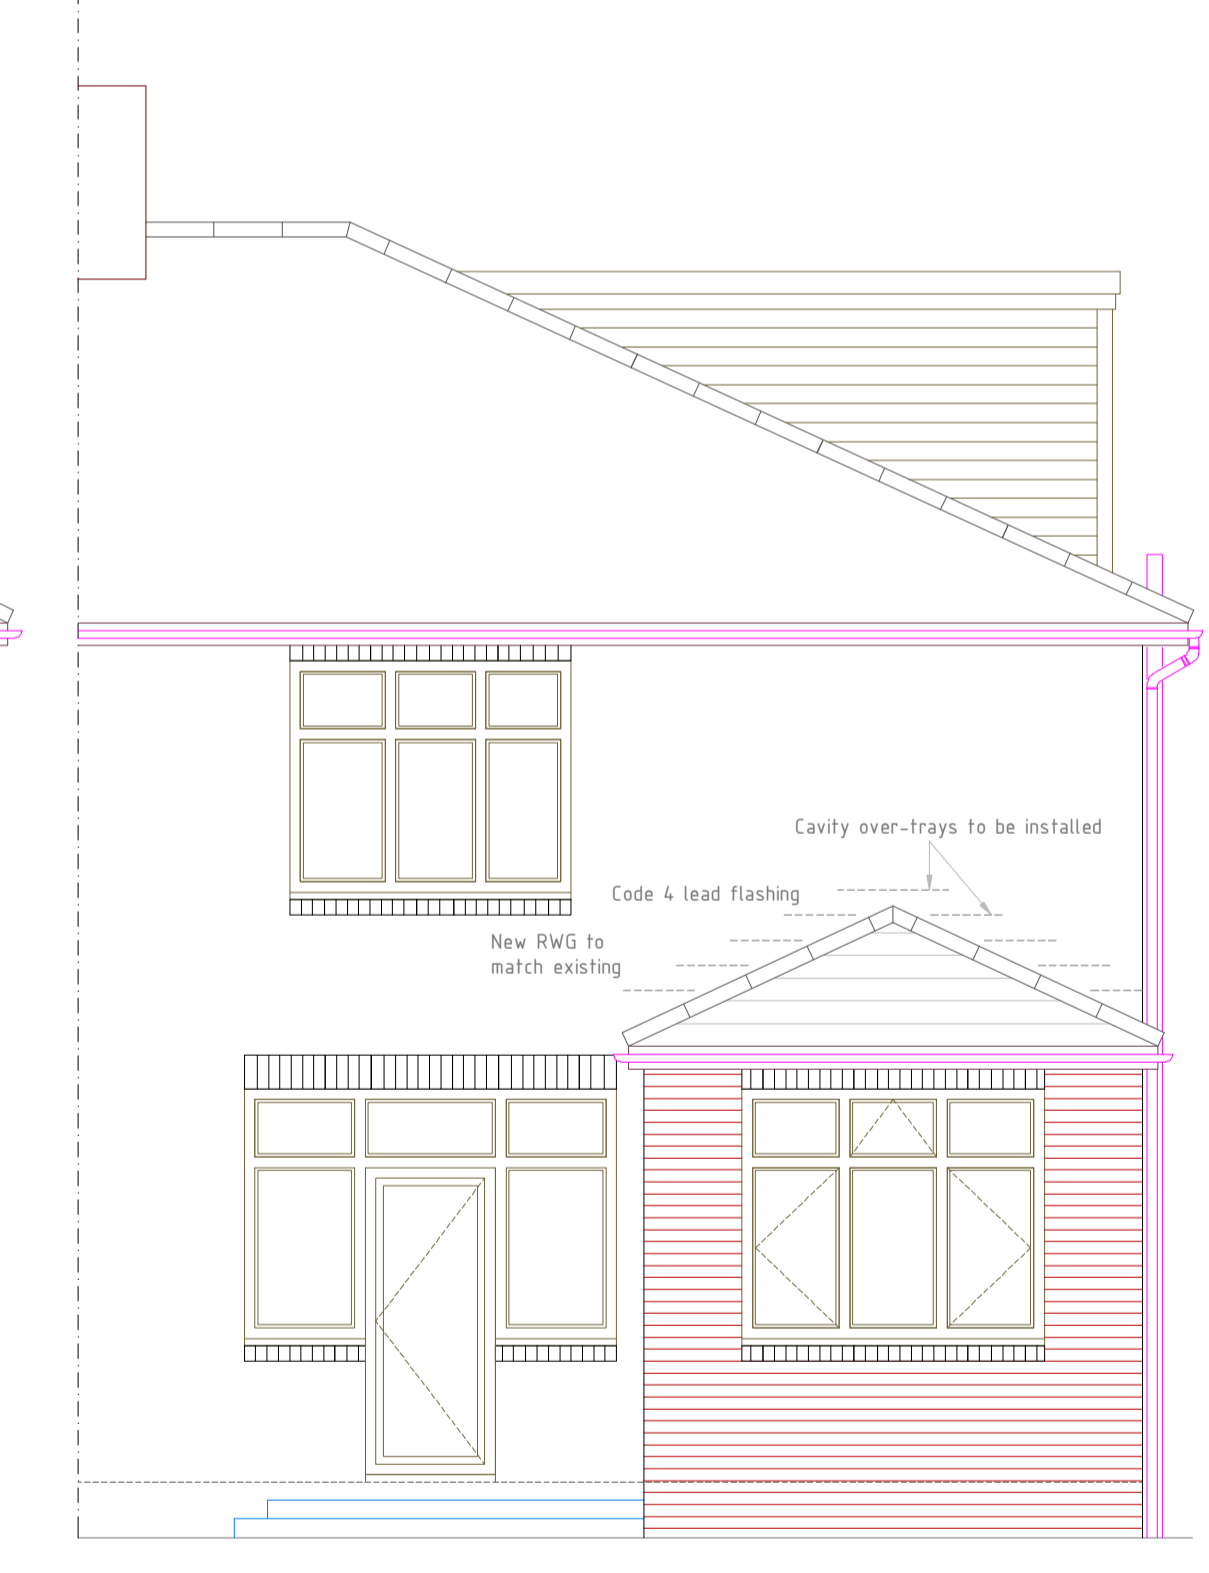 Cavity over-trays to be installed
Code 4 lead flashing
New RWG to
match existing